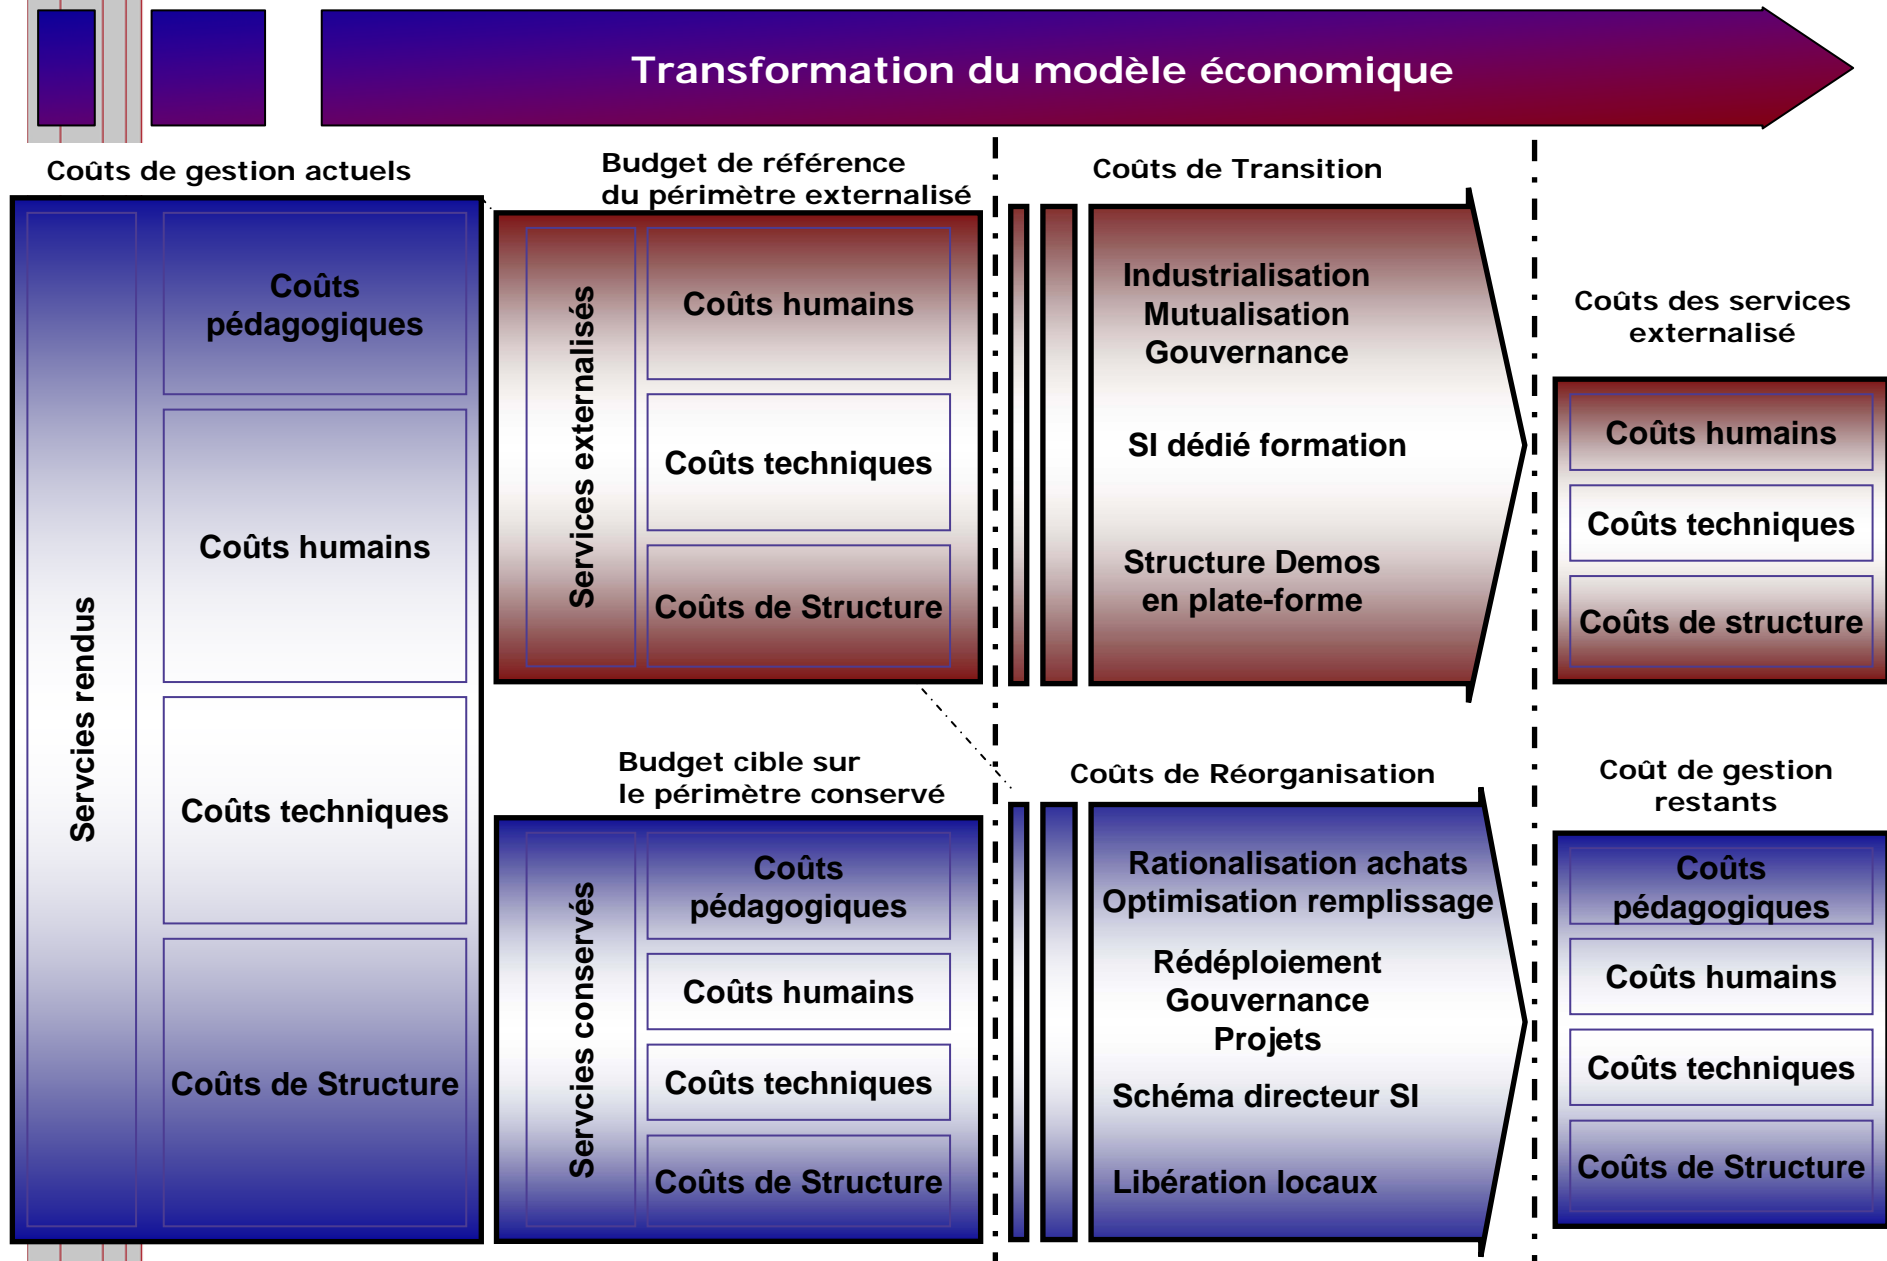 Transformation du modèle économique
Coûts de gestion actuels
Servcies rendus
Coûts
pédagogiques
Coûts humains
Coûts techniques
Coûts de Structure
Budget de référence
du périmètre externalisé
Services externalisés
Coûts humains
Coûts techniques
Coûts de Structure
Budget cible sur
le périmètre conservé
Servcies conservés
Coûts
pédagogiques
Coûts humains
Coûts techniques
Coûts de Structure
Coûts de Transition
Industrialisation
Mutualisation
Gouvernance
SI dédié formation
Structure Demos
en plate-forme
Coûts de Réorganisation
Rationalisation achats
Optimisation remplissage
Rédéploiement
Gouvernance
Projets
Schéma directeur SI
Libération locaux
Coûts des services
externalisé
Coûts humains
Coûts techniques
Coûts de structure
Coût de gestion
restants
Coûts
pédagogiques
Coûts humains
Coûts techniques
Coûts de Structure